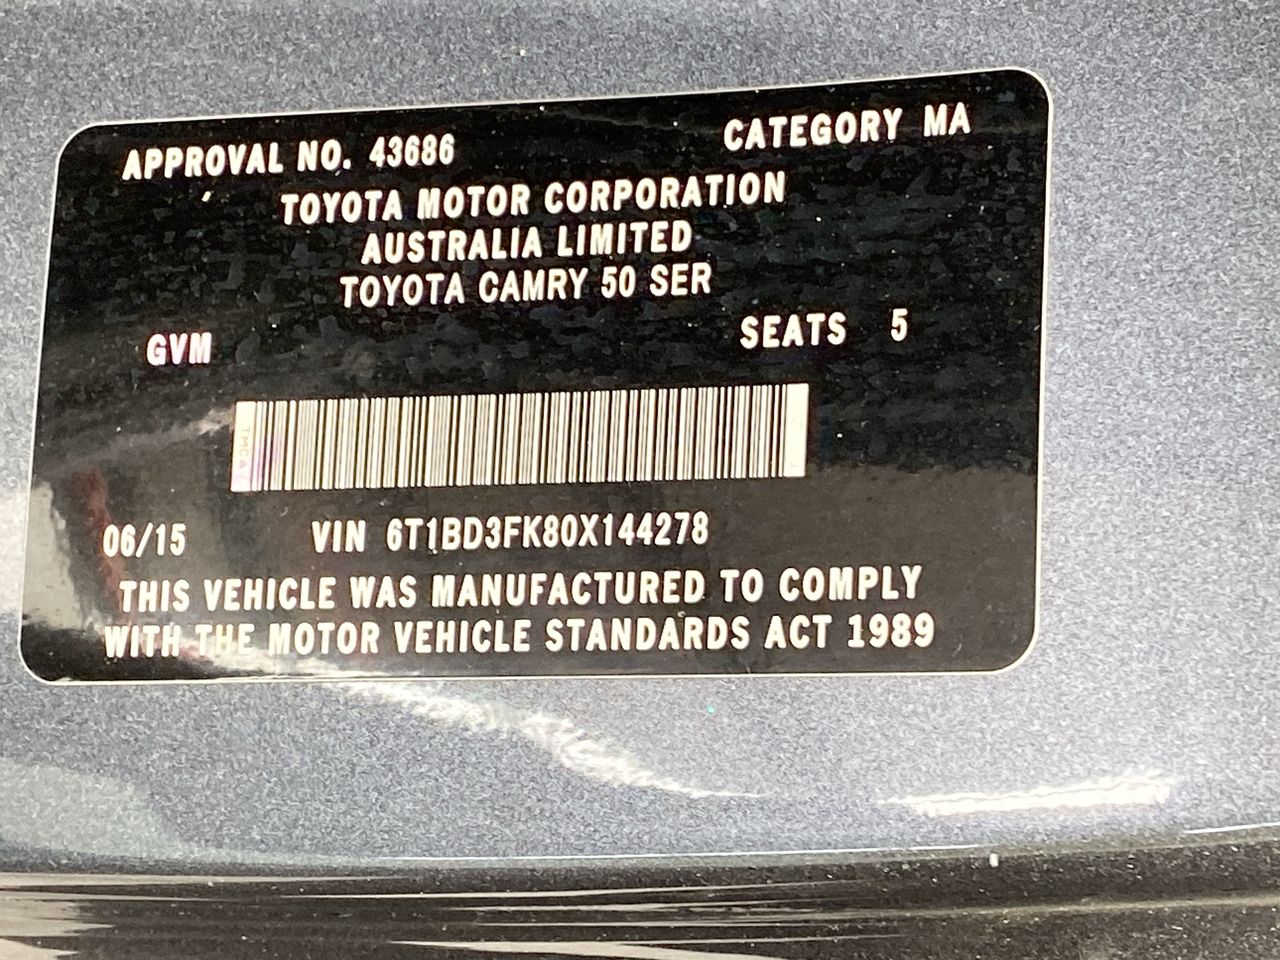 APPROVAL NO. 43686 CATEGORY MA
TOYOTA MOTOR CORPORATION
AUSTRALIA LIMITED
TOYOTA CAMRY 50 SER
GVM SEATS 5
TMCA
06/15 VIN 6T1BD3FK80X144278
THIS VEHICLE WAS MANUFACTURED TO COMPLY
WITH THE MOTOR VEHICLE STANDARDS ACT 1989